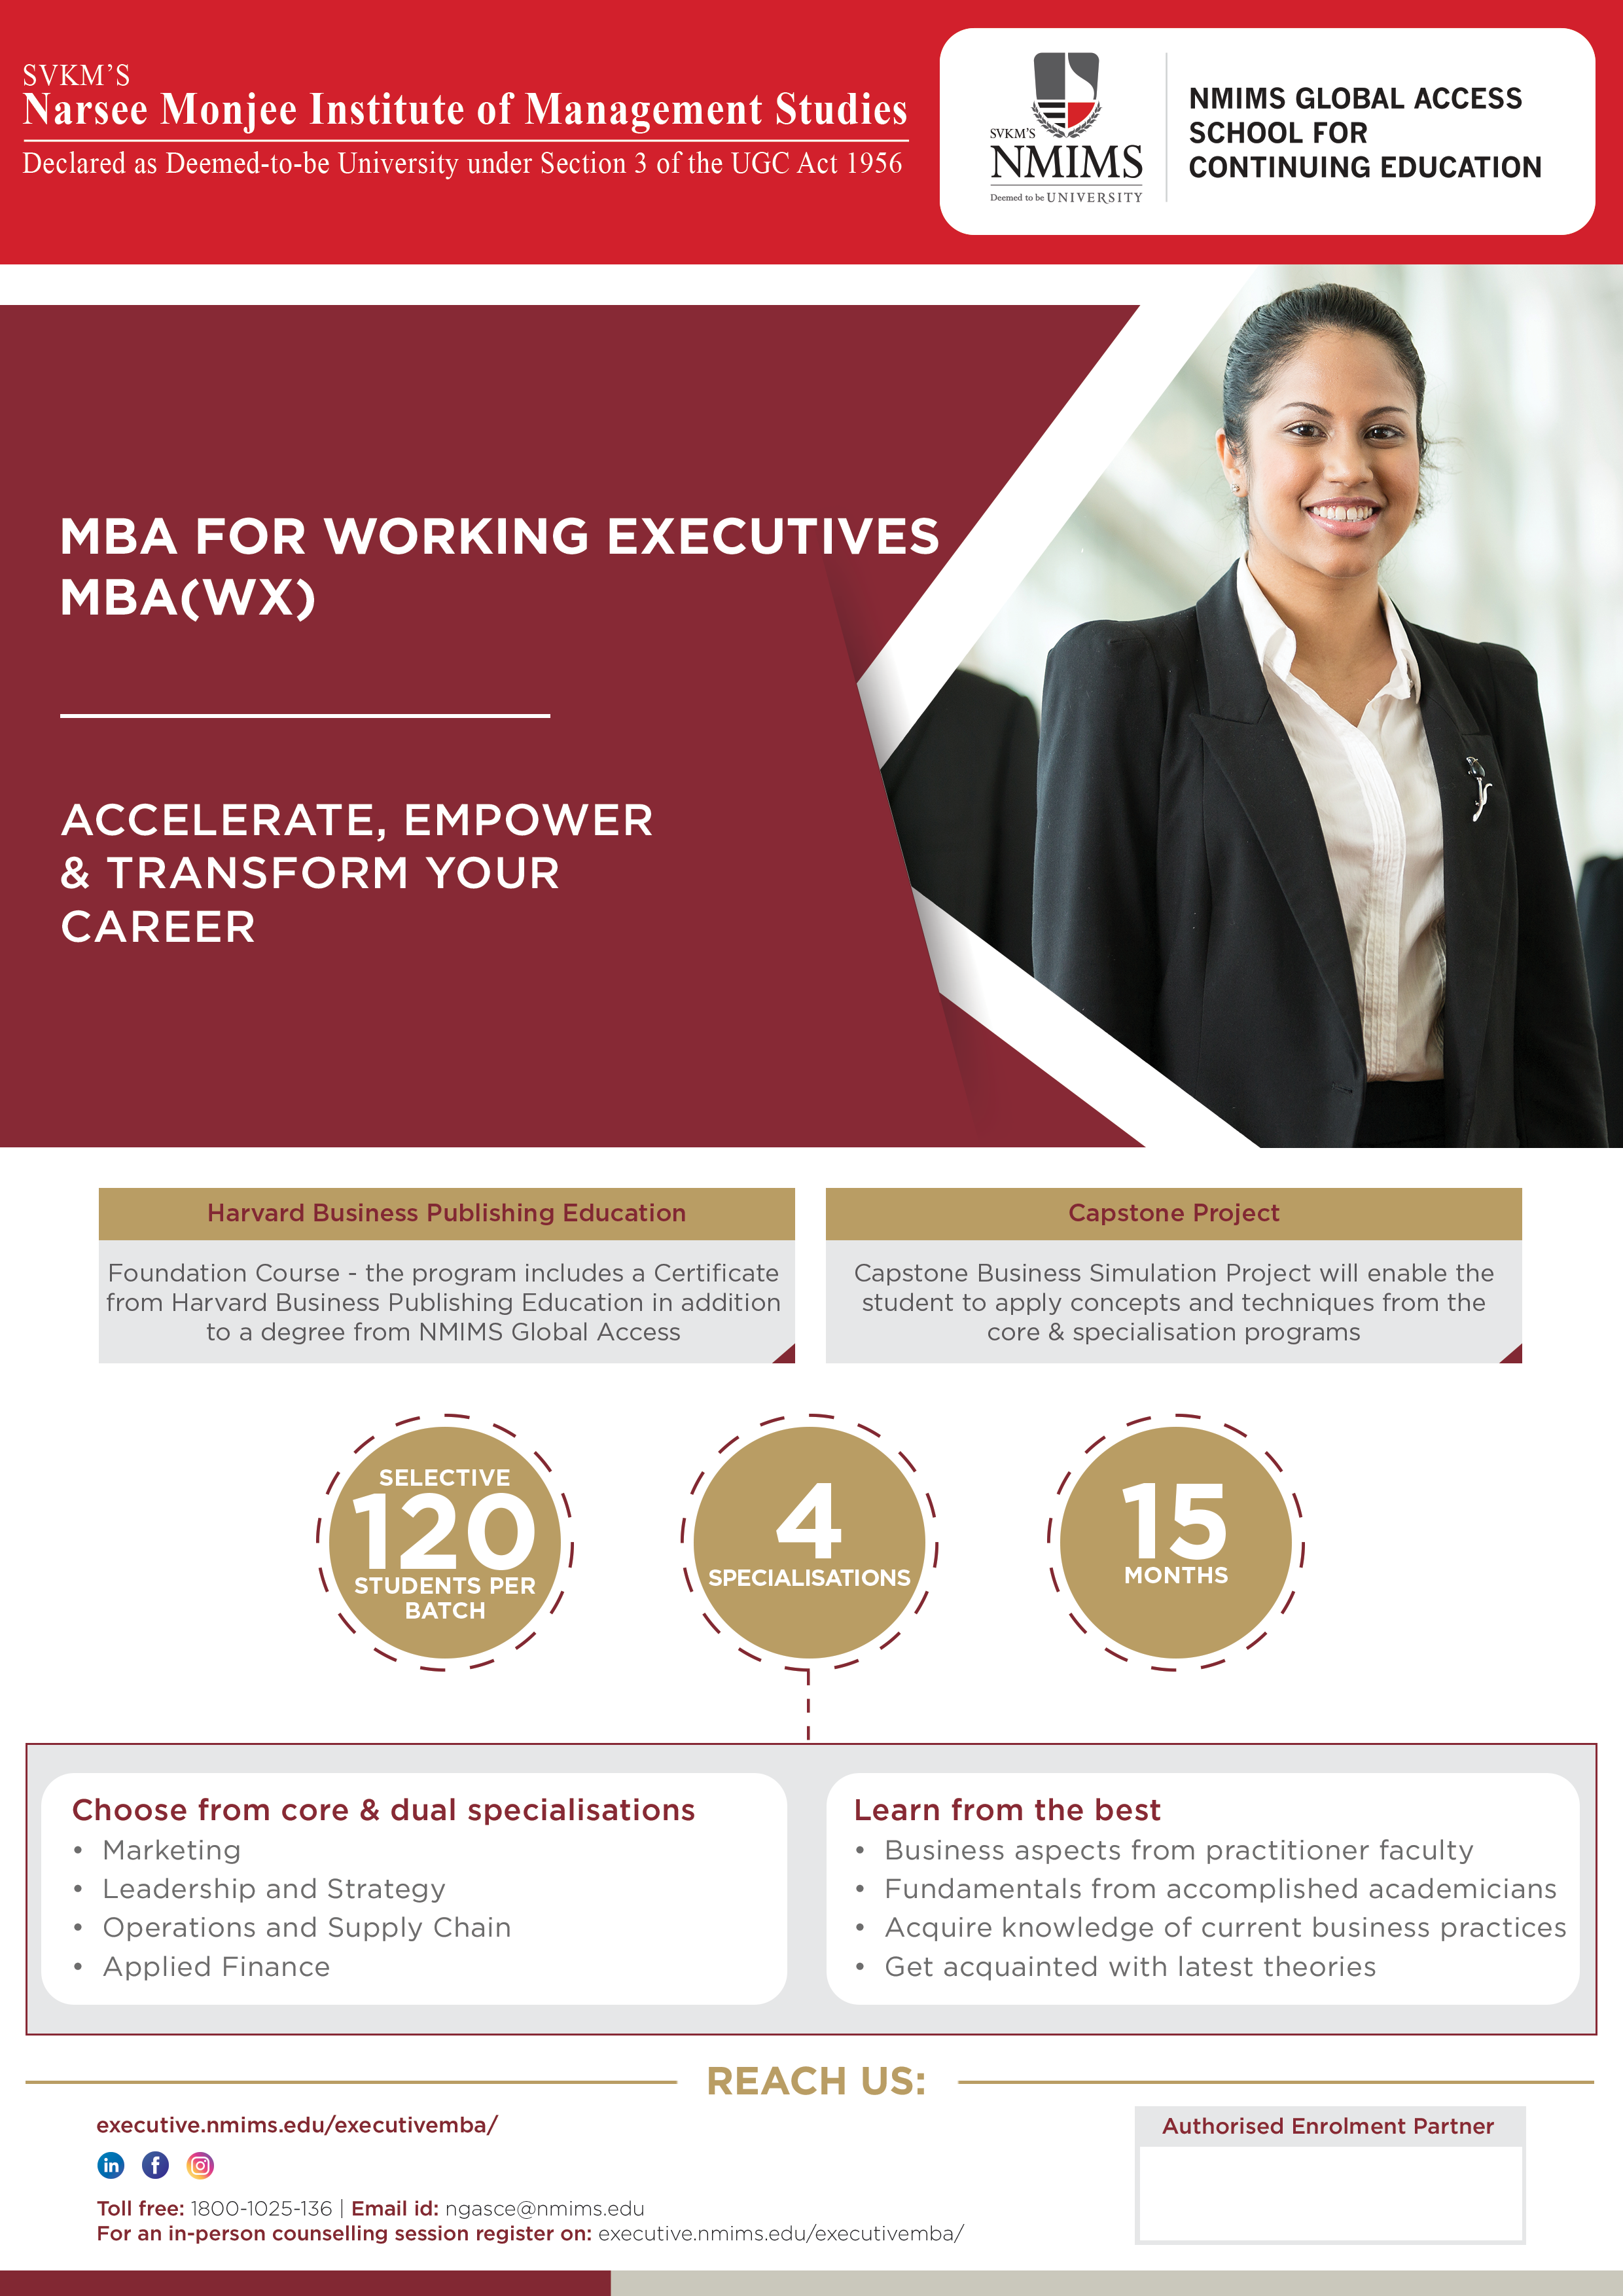 SVKM'S
Narsee Monjee Institute of Management Studies
Declared as Deemed-to-be University under Section 3 of the UGC Act 1956
SVKM'S
NMIMS
Deemed to be UNIVERSITY
NMIMS GLOBAL ACCESS
SCHOOL FOR
CONTINUING EDUCATION
MBA FOR WORKING EXECUTIVES
MBA(WX)
ACCELERATE, EMPOWER
& TRANSFORM YOUR
CAREER
Harvard Business Publishing Education
Foundation Course - the program includes a Certificate
from Harvard Business Publishing Education in addition
to a degree from NMIMS Global Access
Capstone Project
Capstone Business Simulation Project will enable the
student to apply concepts and techniques from the
core & specialisation programs
SELECTIVE
120
STUDENTS PER
BATCH
4
SPECIALISATIONS
15
MONTHS
Choose from core & dual specialisations
• Marketing
• Leadership and Strategy
• Operations and Supply Chain
• Applied Finance
Learn from the best
• Business aspects from practitioner faculty
• Fundamentals from accomplished academicians
• Acquire knowledge of current business practices
• Get acquainted with latest theories
REACH US:
executive.nmims.edu/executivemba/
in f
Toll free: 1800-1025-136 | Email id: ngasce@nmims.edu
For an in-person counselling session register on: executive.nmims.edu/executivemba/
Authorised Enrolment Partner